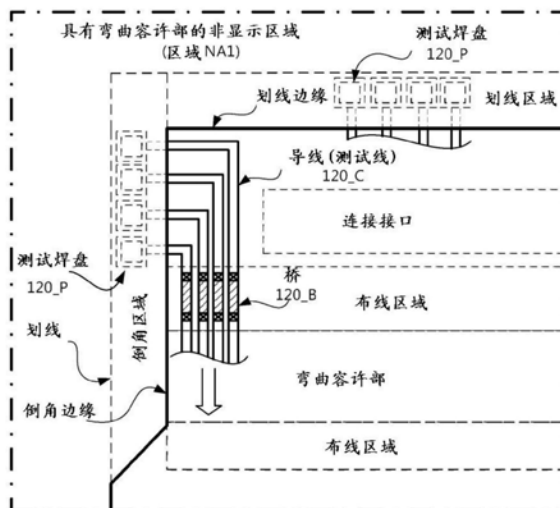 具有弯曲容许部的非显示区域
(区域 NA1)
测试焊盘
120_P
划线边缘
划线区域
导线(测试线)
120_C
连接接口
测试焊盘
120_P
桥
120_B
布线区域
倒角区域
划线
弯曲容许部
倒角边缘
布线区域